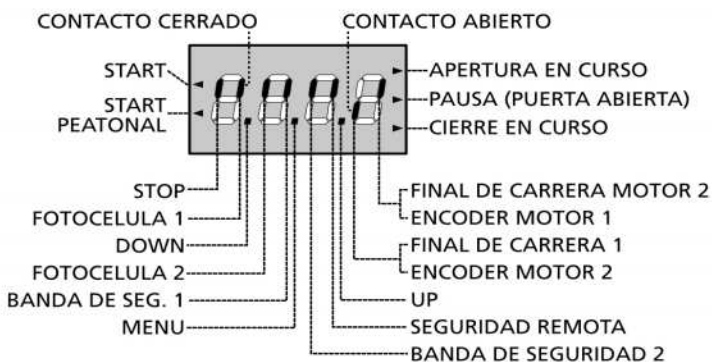 CONTACTO CERRADO
CONTACTO ABIERTO
START
START
PEATONAL
APERTURA EN CURSO
PAUSA (PUERTA ABIERTA)
CIERRE EN CURSO
STOP
FOTOCELULA 1
DOWN
FOTOCELULA 2
BANDA DE SEG. 1
MENU
FINAL DE CARRERA MOTOR 2
ENCODER MOTOR 1
FINAL DE CARRERA 1
ENCODER MOTOR 2
UP
SEGURIDAD REMOTA
BANDA DE SEGURIDAD 2